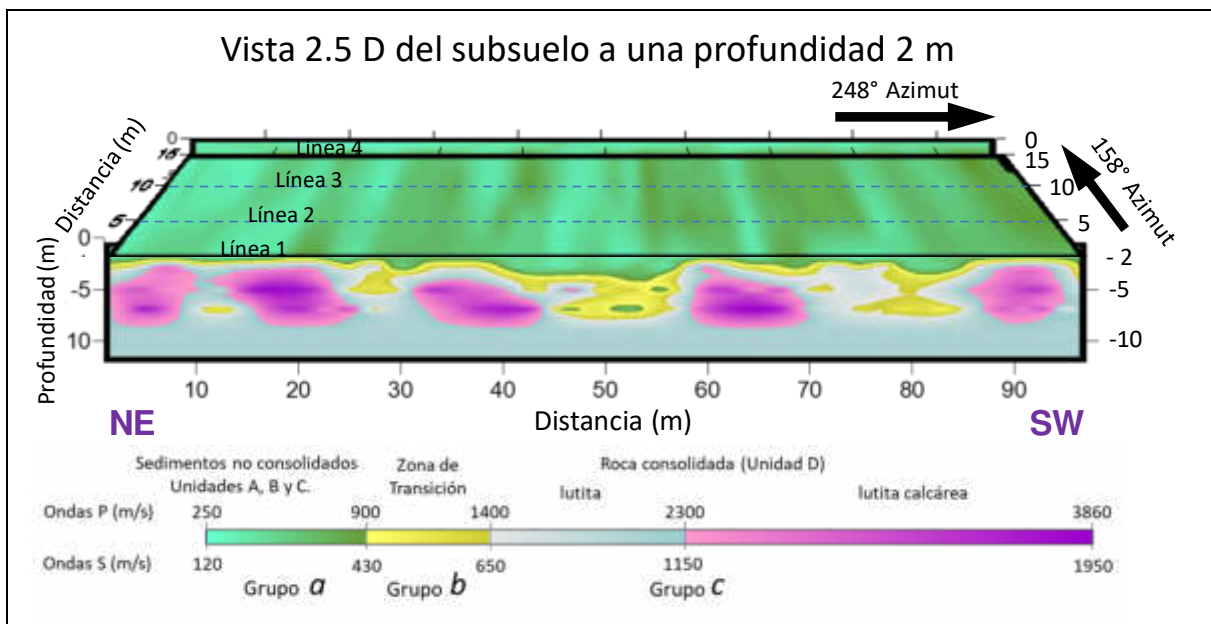 Vista 2.5 D del subsuelo a una profundidad 2 m
248° Azimut
158° Azimut
Distancia (m)
0
15
10
5
0
Línea 4
Línea 3
Línea 2
Línea 1
0
15
10
5
- 2
-5
-10
Profundidad (m)
-5
10
10 20 30 40 50 60 70 80 90
NE
Distancia (m)
SW
Sedimentos no consolidados
Unidades A, B y C.
Zona de
Transición
Roca consolidada (Unidad D)
lutita
lutita calcárea
Ondas P (m/s) 250 900 1400 2300 3860
Ondas S (m/s) 120 430 650 1150 1950
Grupo a Grupo b Grupo c